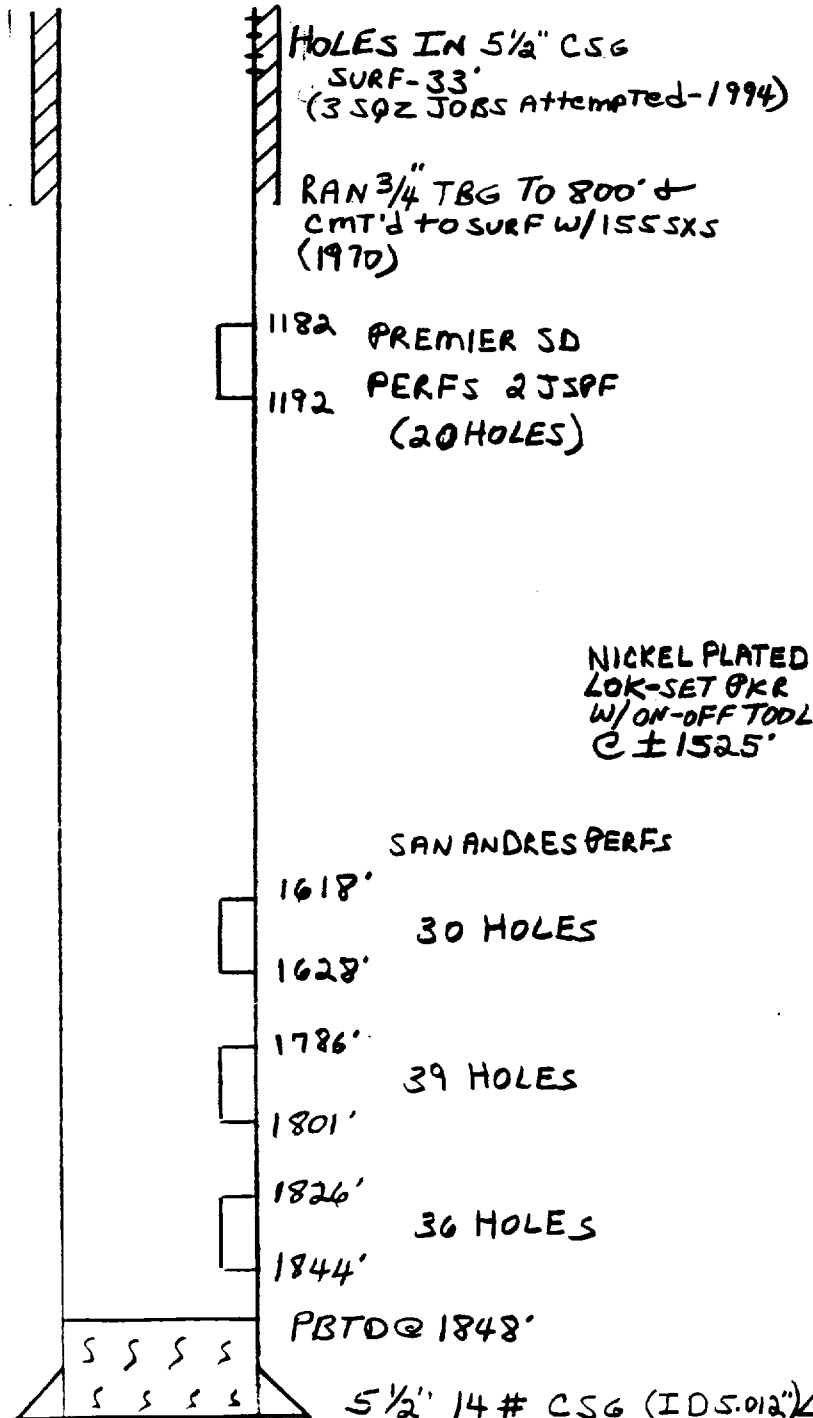 HOLES IN 5½" CSG
SURF-33'
(3 SQZ JOBS Attempted-1994)
RAN 3/4" TBG TO 800' &
CMT'd to SURF W/155 SXS
(1970)
1182
PREMIER SD
PERFS 2 JSPF
1192
(20 HOLES)
NICKEL PLATED
LOK-SET PKR
W/ ON-OFF TOOL
@ ± 1525'
SAN ANDRES PERFS
1618'
30 HOLES
1628'
1786'
39 HOLES
1801'
1826'
36 HOLES
1844'
PBTD @ 1848'
5½" 14# CSG (ID 5.012")